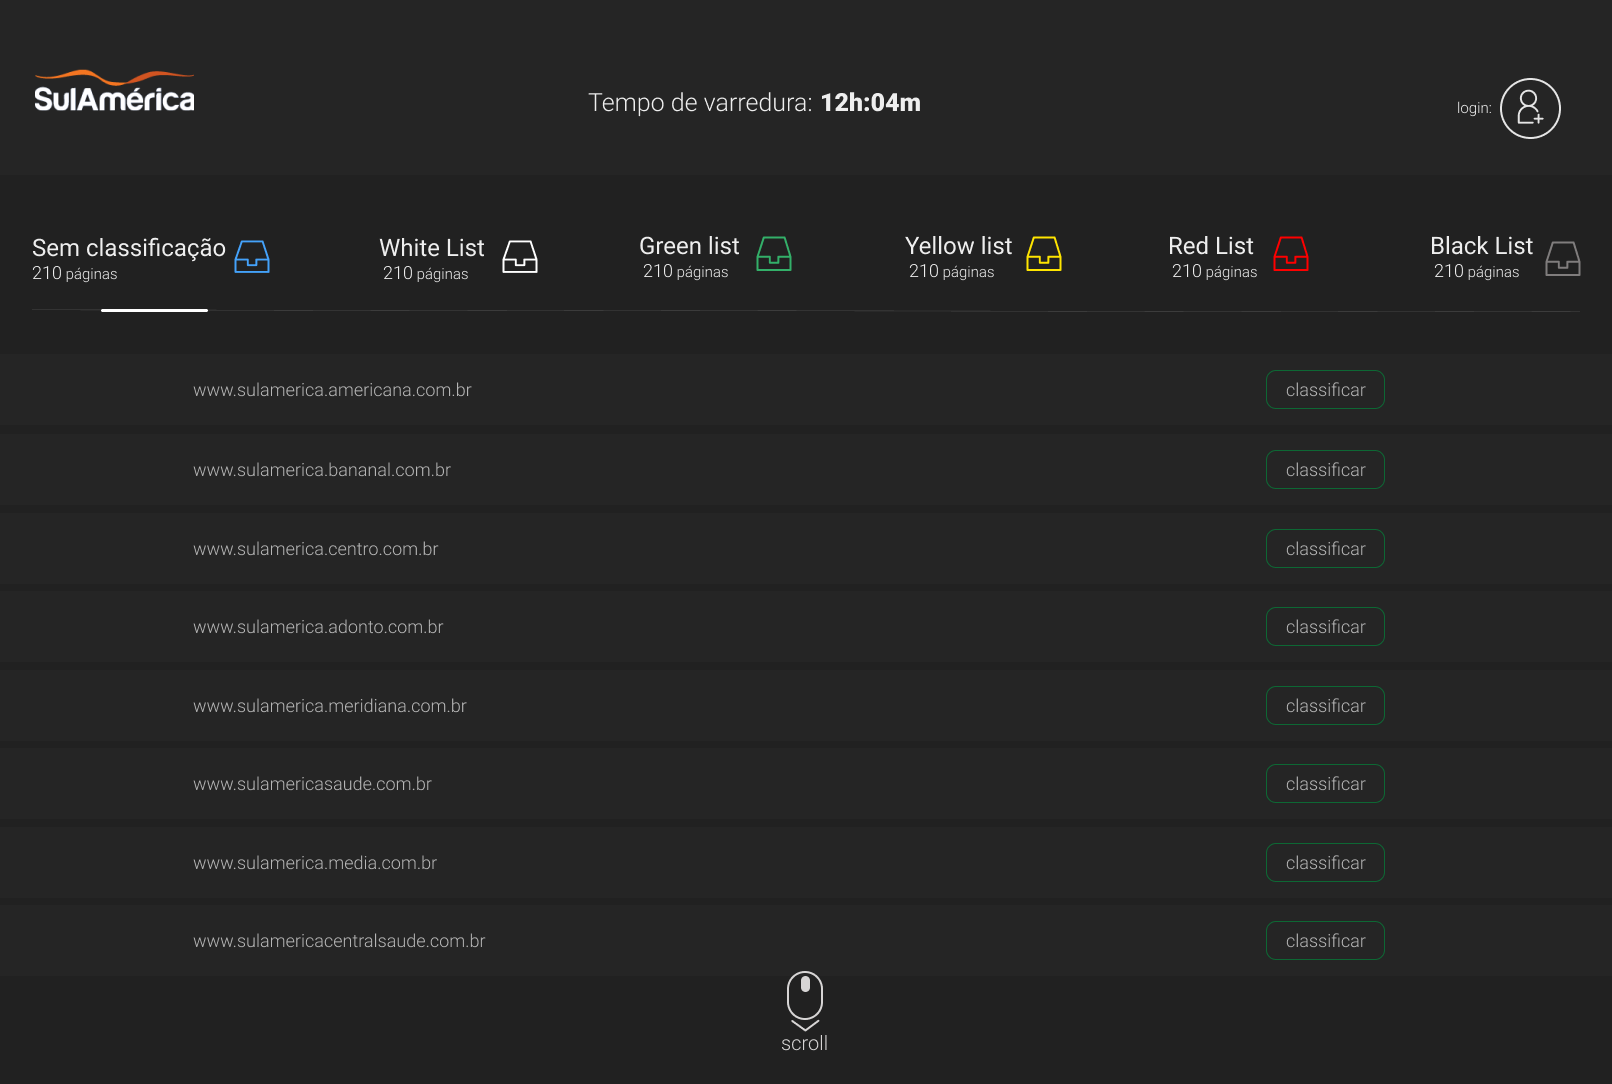 SulAmérica
Tempo de varredura: 12h:04m
login:
Sem classificação
210 páginas
White List
210 páginas
Green list
210 páginas
Yellow list
210 páginas
Red List
210 páginas
Black List
210 páginas
www.sulamerica.americana.com.br classificar
www.sulamerica.bananal.com.br classificar
www.sulamerica.centro.com.br classificar
www.sulamerica.adonto.com.br classificar
www.sulamerica.meridiana.com.br classificar
www.sulamericasaude.com.br classificar
www.sulamerica.media.com.br classificar
www.sulamericacentralsaude.com.br classificar
scroll